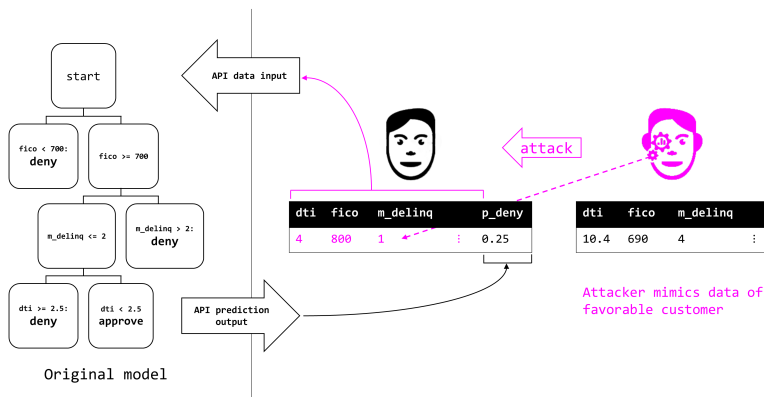 start
API data input
fico < 700:
deny
fico >= 700
attack
m_delinq <= 2
m_delinq > 2:
deny
dti fico m_delinq p_deny
4 800 1 ⋮ 0.25
dti fico m_delinq
10.4 690 4 ⋮
dti >= 2.5:
deny
dti < 2.5
approve
API prediction
output
Attacker mimics data of
favorable customer
Original model